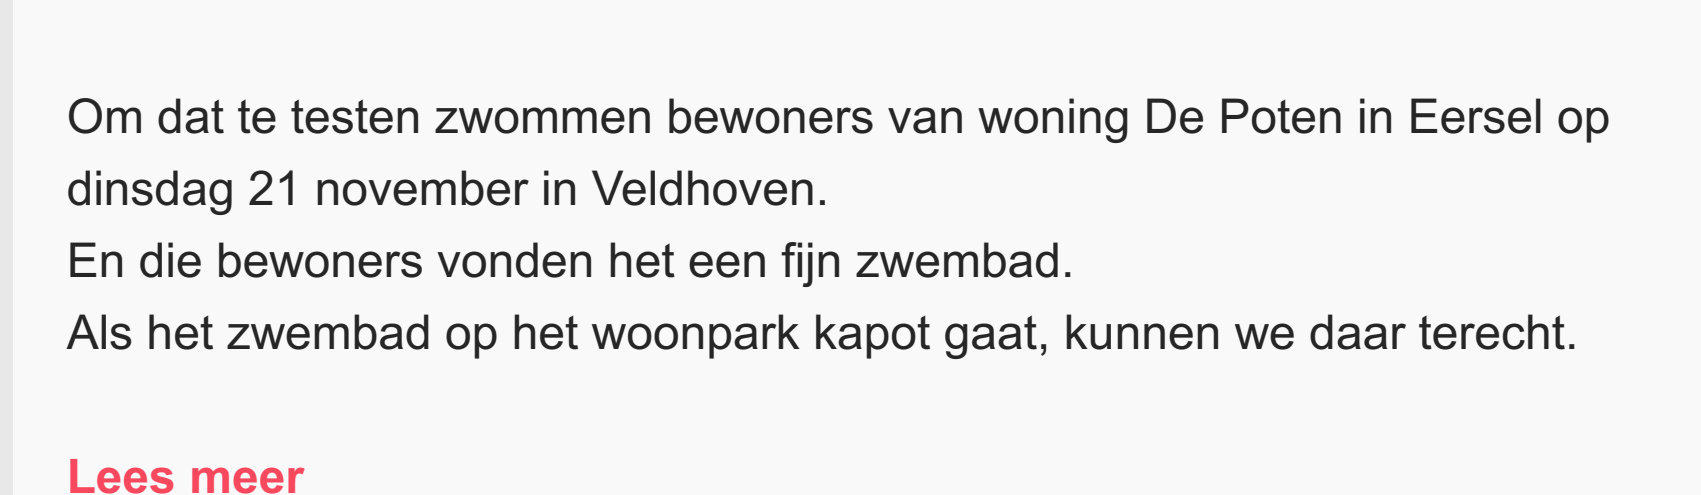 Om dat te testen zwommen bewoners van woning De Poten in Eersel op
dinsdag 21 november in Veldhoven.
En die bewoners vonden het een fijn zwembad.
Als het zwembad op het woonpark kapot gaat, kunnen we daar terecht.
Lees meer